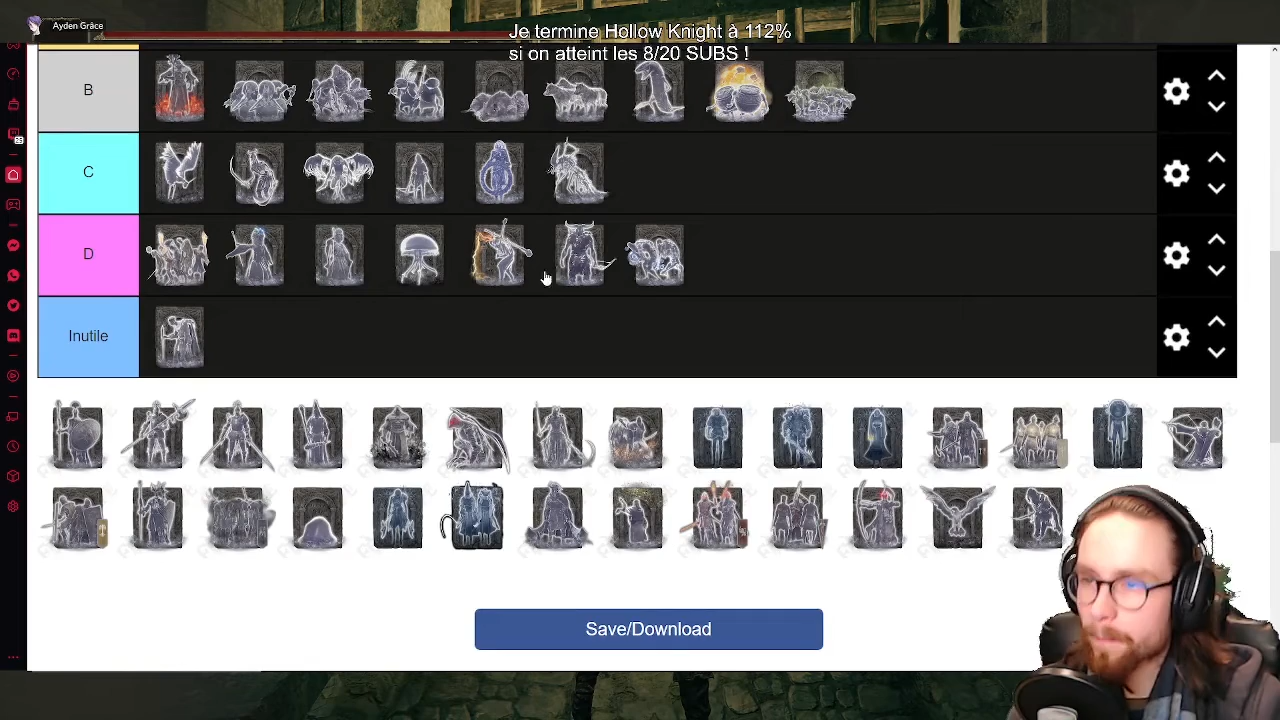 Ayden Grâce
Je termine Hollow Knight à 112%
si on atteint les 8/20 SUBS !
B
C
D
Inutile
Save/Download